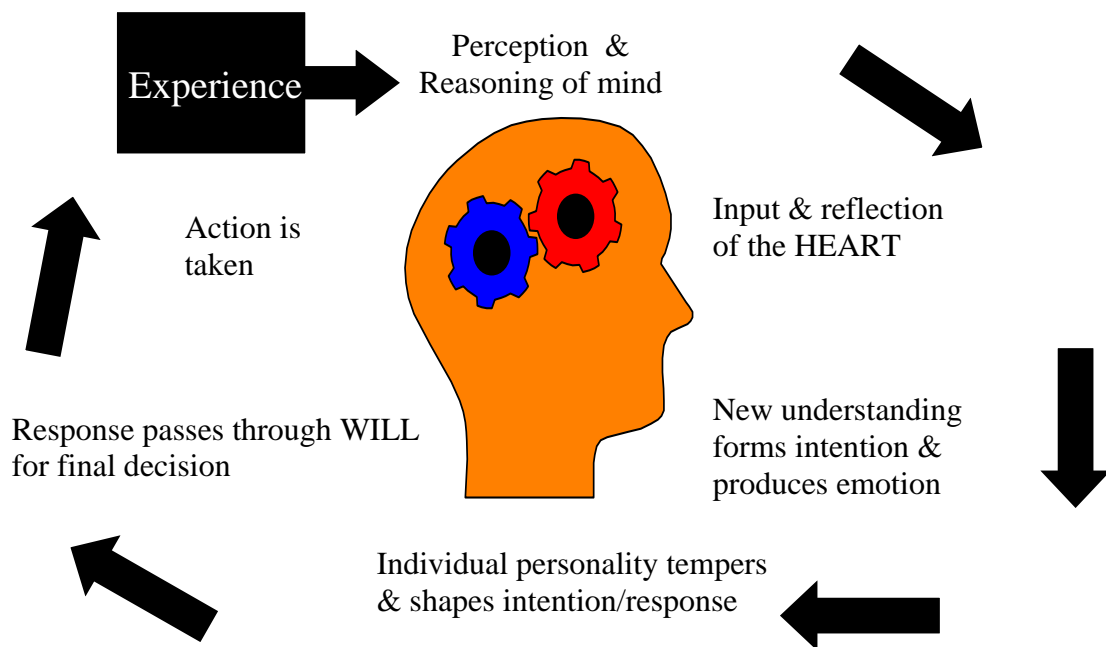 Experience
Perception &
Reasoning of mind
Input & reflection
of the HEART
New understanding
forms intention &
produces emotion
Individual personality tempers
& shapes intention/response
Response passes through WILL
for final decision
Action is
taken